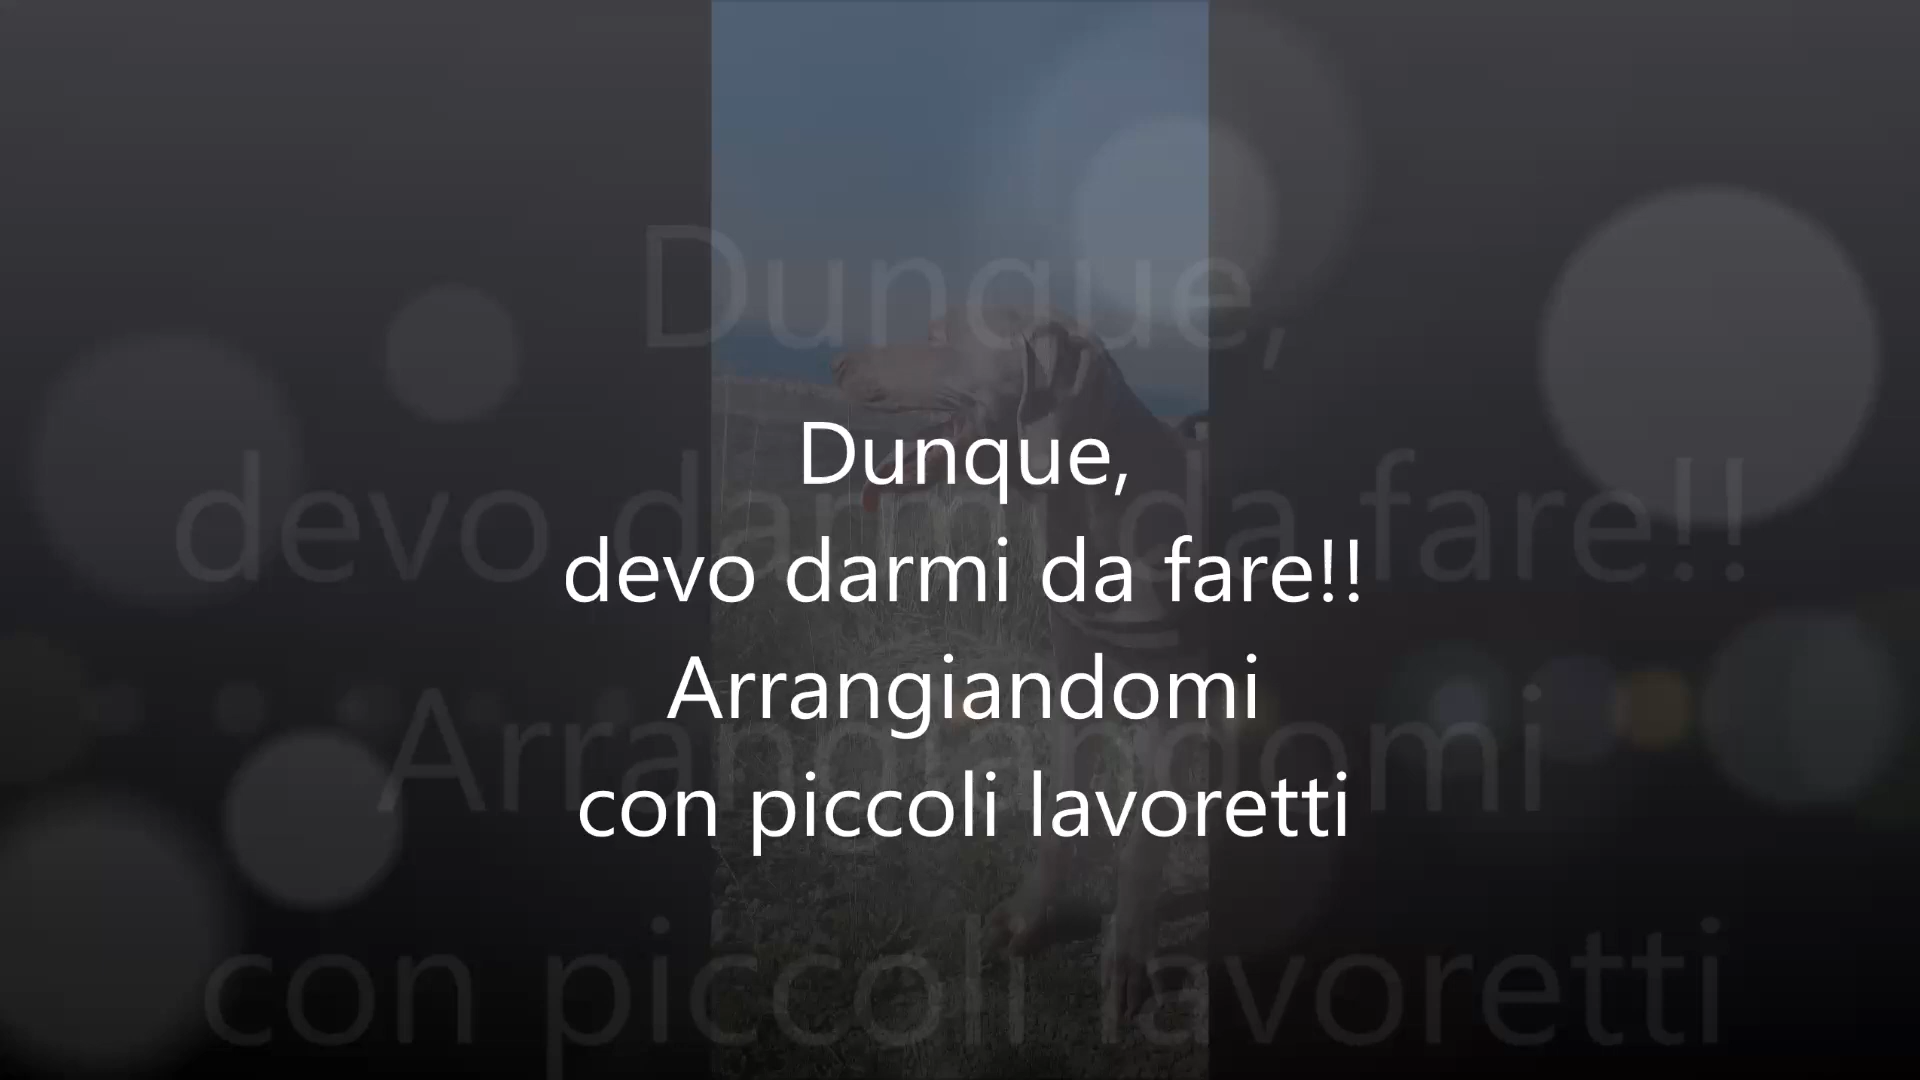 Dunque,
devo darmi da fare!!
Arrangiandomi
con piccoli lavoretti